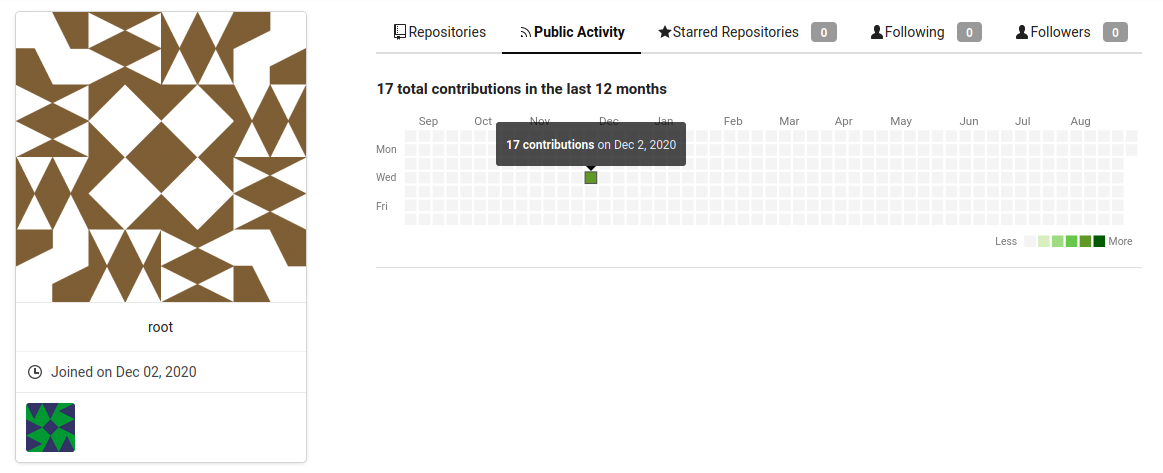 Repositories Public Activity Starred Repositories 0 Following 0 Followers 0
17 total contributions in the last 12 months
Sep Oct Nov Dec Jan Feb Mar Apr May Jun Jul Aug
17 contributions on Dec 2, 2020
Mon
Wed
Fri
Less More
root
Joined on Dec 02, 2020